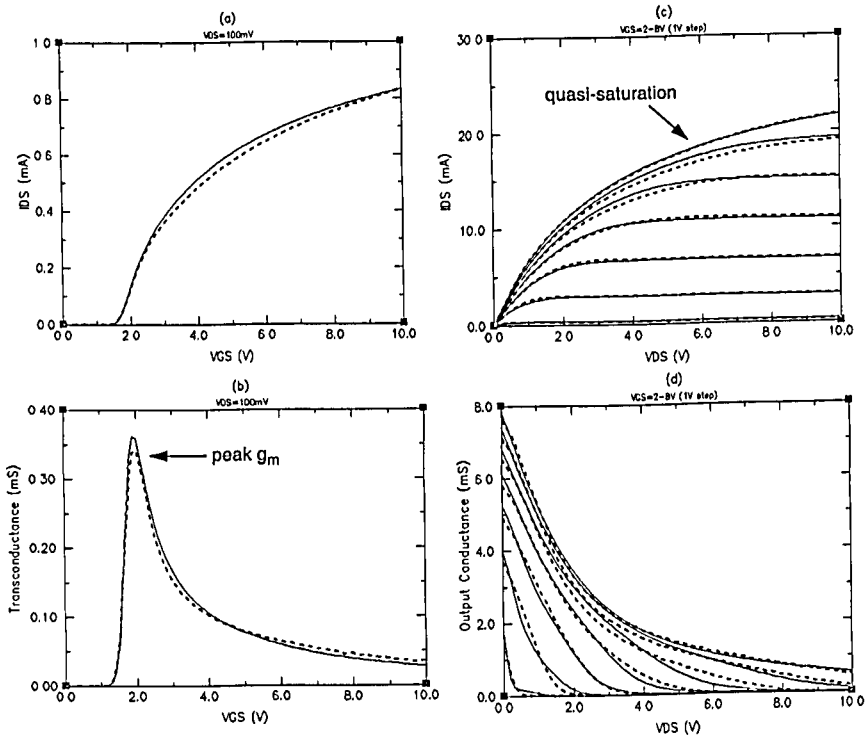 (a)
VDS=100mV
1 0
0 8
0 6
0.4
0.2
0 0
IDS (mA)
0 0
2.0
4.0
6.0
8.0
10.0
VGS (V)
(c)
VGS=2-8V (1V step)
quasi-saturation
30 0
20 0
10.0
0.0
IDS (mA)
0.0
2 0
4 0
6 0
8.0
10.0
VDS (V)
(b)
VDS=100mV
peak gm
0 40
0.30
0.20
0.10
0 00
Transconductance (mS)
0.0
2.0
4 0
6.0
8.0
10.0
VGS (V)
(d)
VGS=2-8V (1V step)
8.0
6 0
4.0
2.0
0.0
Output Conductance (mS)
0 0
2.0
4.0
6.0
8.0
10.0
VDS (V)